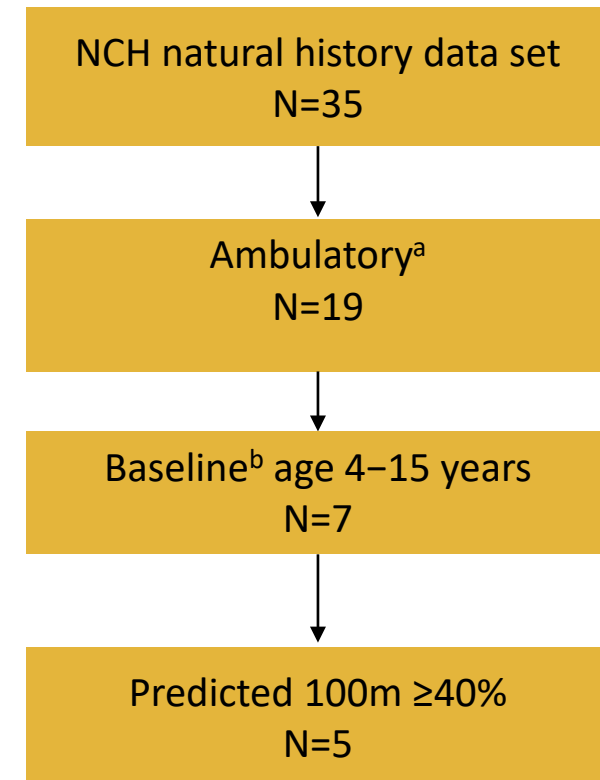 NCH natural history data set
N=35
Ambulatoryᵃ
N=19
Baselineᵇ age 4−15 years
N=7
Predicted 100m ≥40%
N=5